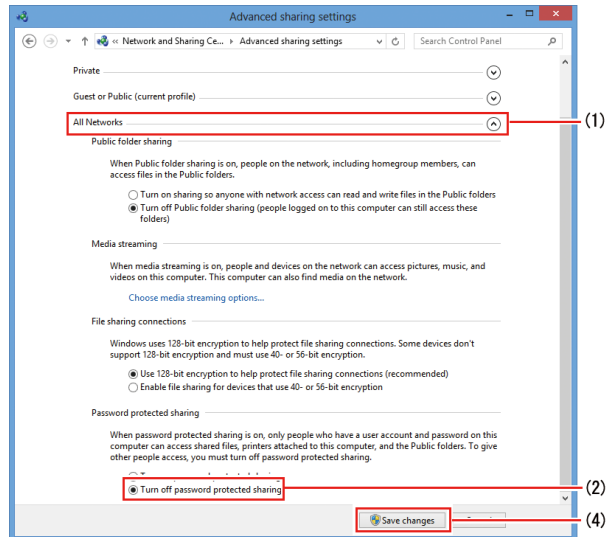 Advanced sharing settings
« Network and Sharing Ce... ▸ Advanced sharing settings
Search Control Panel
Private
Guest or Public (current profile)
All Networks
(1)
Public folder sharing
When Public folder sharing is on, people on the network, including homegroup members, can
access files in the Public folders.
Turn on sharing so anyone with network access can read and write files in the Public folders
Turn off Public folder sharing (people logged on to this computer can still access these
folders)
Media streaming
When media streaming is on, people and devices on the network can access pictures, music, and
videos on this computer. This computer can also find media on the network.
Choose media streaming options...
File sharing connections
Windows uses 128-bit encryption to help protect file sharing connections. Some devices don't
support 128-bit encryption and must use 40- or 56-bit encryption.
Use 128-bit encryption to help protect file sharing connections (recommended)
Enable file sharing for devices that use 40- or 56-bit encryption
Password protected sharing
When password protected sharing is on, only people who have a user account and password on this
computer can access shared files, printers attached to this computer, and the Public folders. To give
other people access, you must turn off password protected sharing.
Turn off password protected sharing
(2)
Save changes
(4)